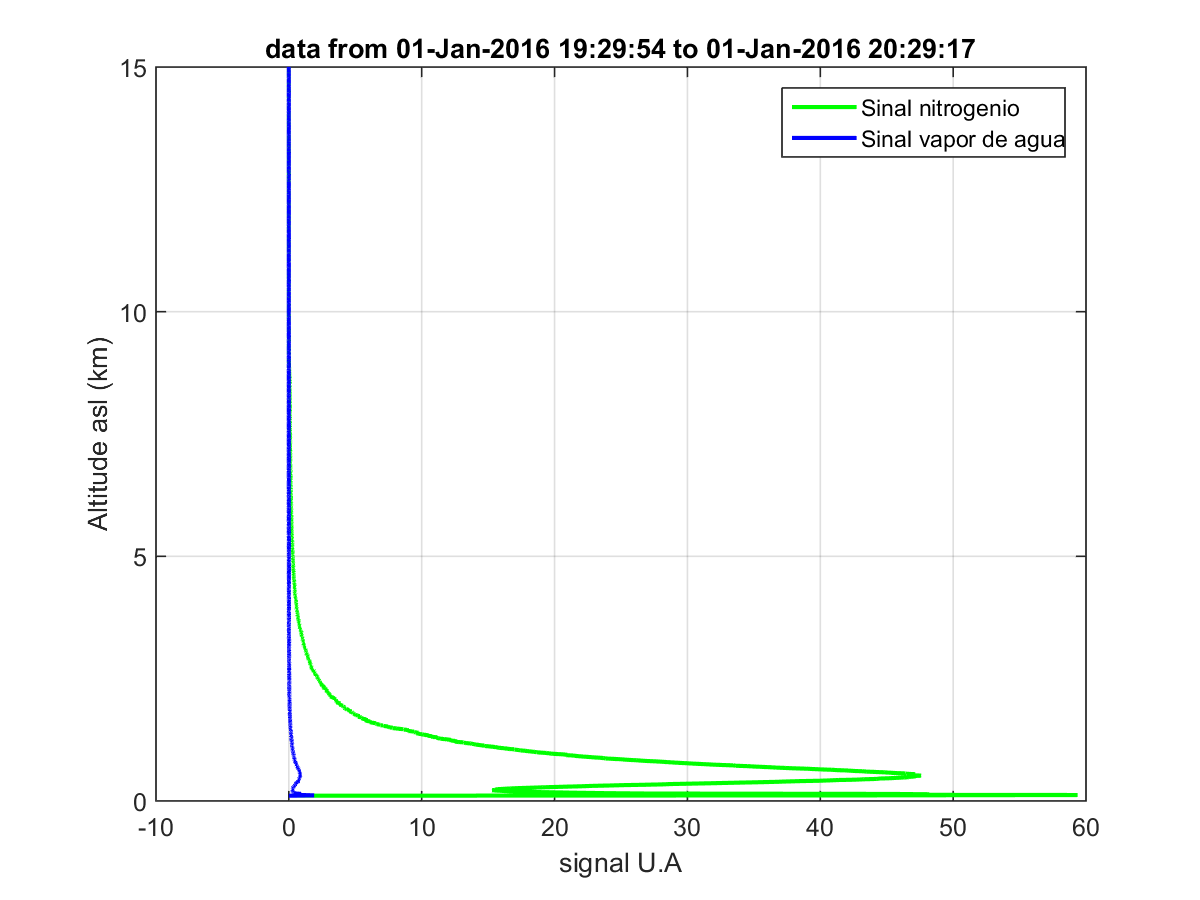 data from 01-Jan-2016 19:29:54 to 01-Jan-2016 20:29:17
15
Sinal nitrogenio
Sinal vapor de agua
10
Altitude asl (km)
5
0
-10 0 10 20 30 40 50 60
signal U.A